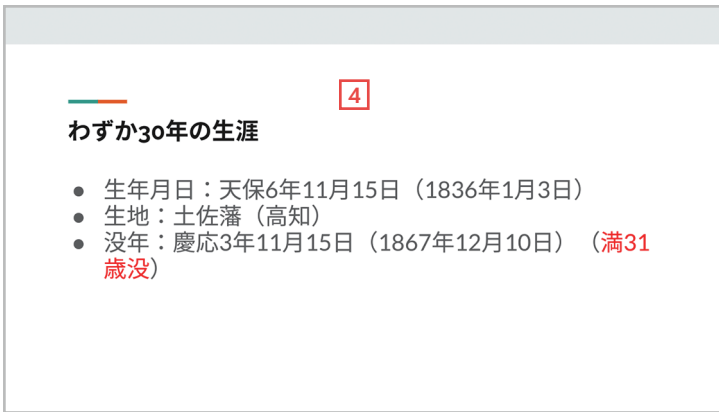 4
わずか30年の生涯
● 生年月日：天保6年11月15日（1836年1月3日）
● 生地：土佐藩（高知）
● 没年：慶応3年11月15日（1867年12月10日）（満31
歳没）